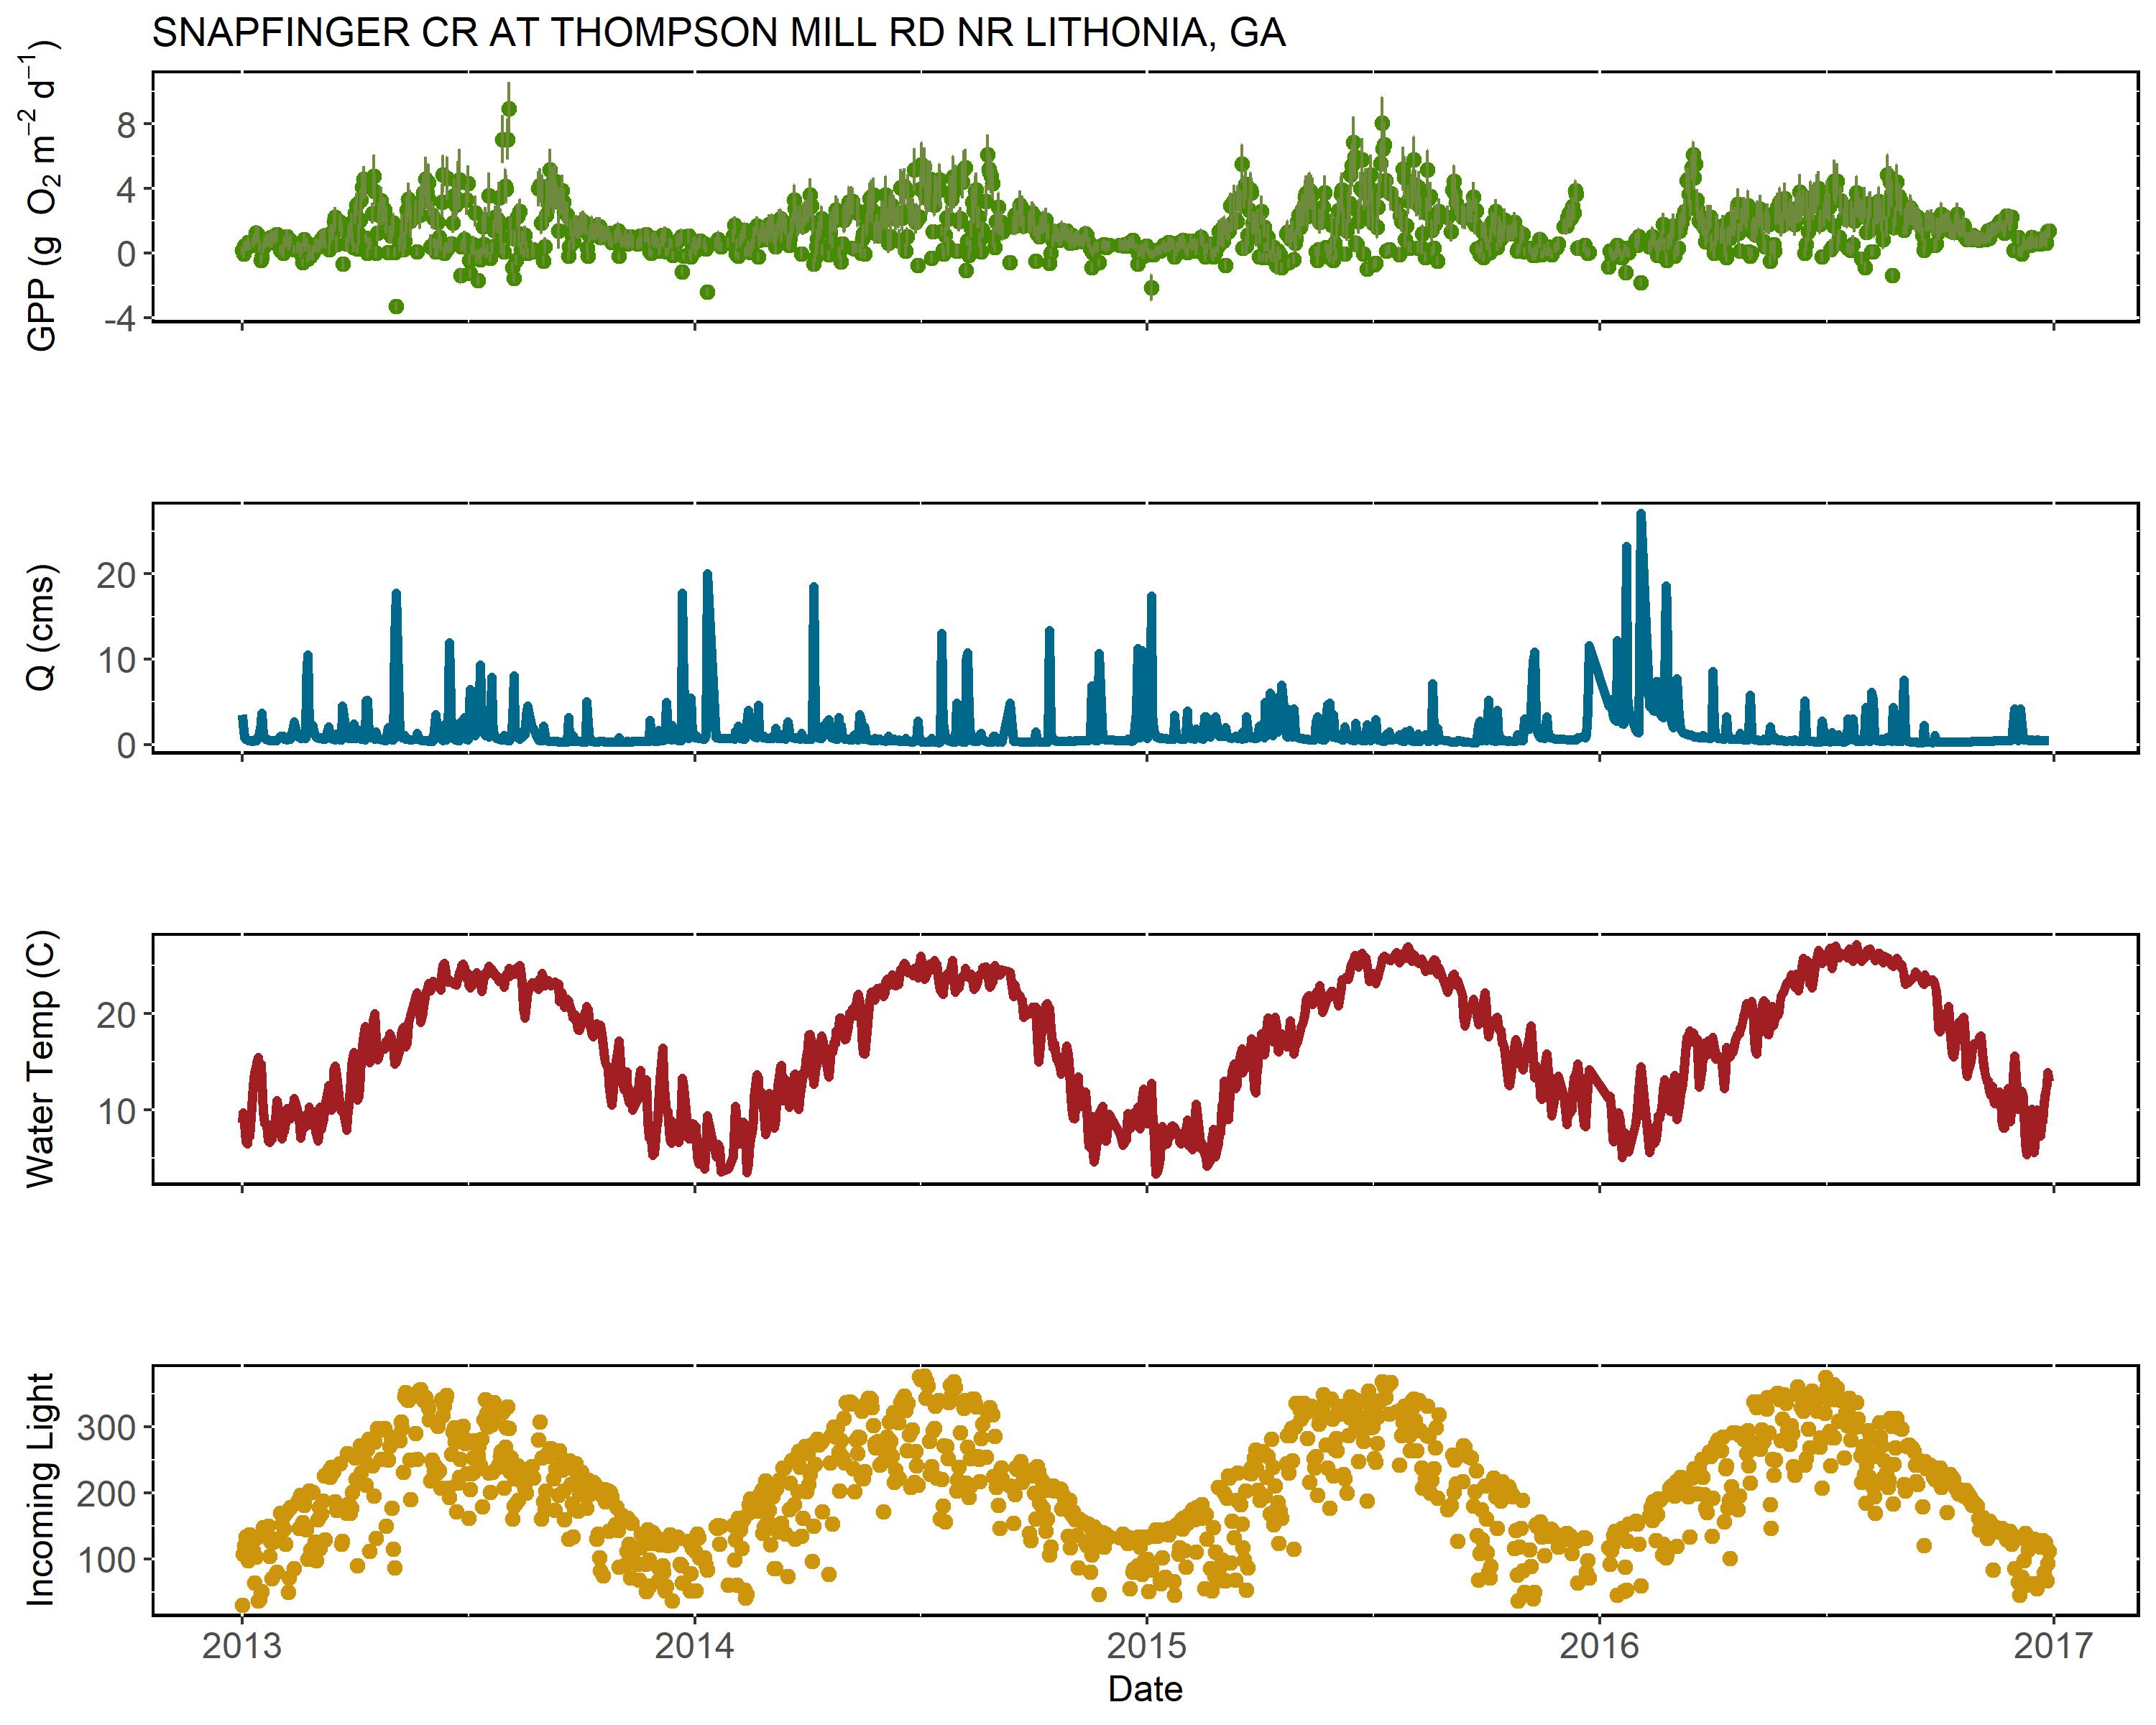 SNAPFINGER CR AT THOMPSON MILL RD NR LITHONIA, GA
GPP (g O₂ m⁻² d⁻¹)
8
4
0
-4
Q (cms)
20
10
0
Water Temp (C)
20
10
Incoming Light
300
200
100
2013 2014 2015 2016 2017
Date